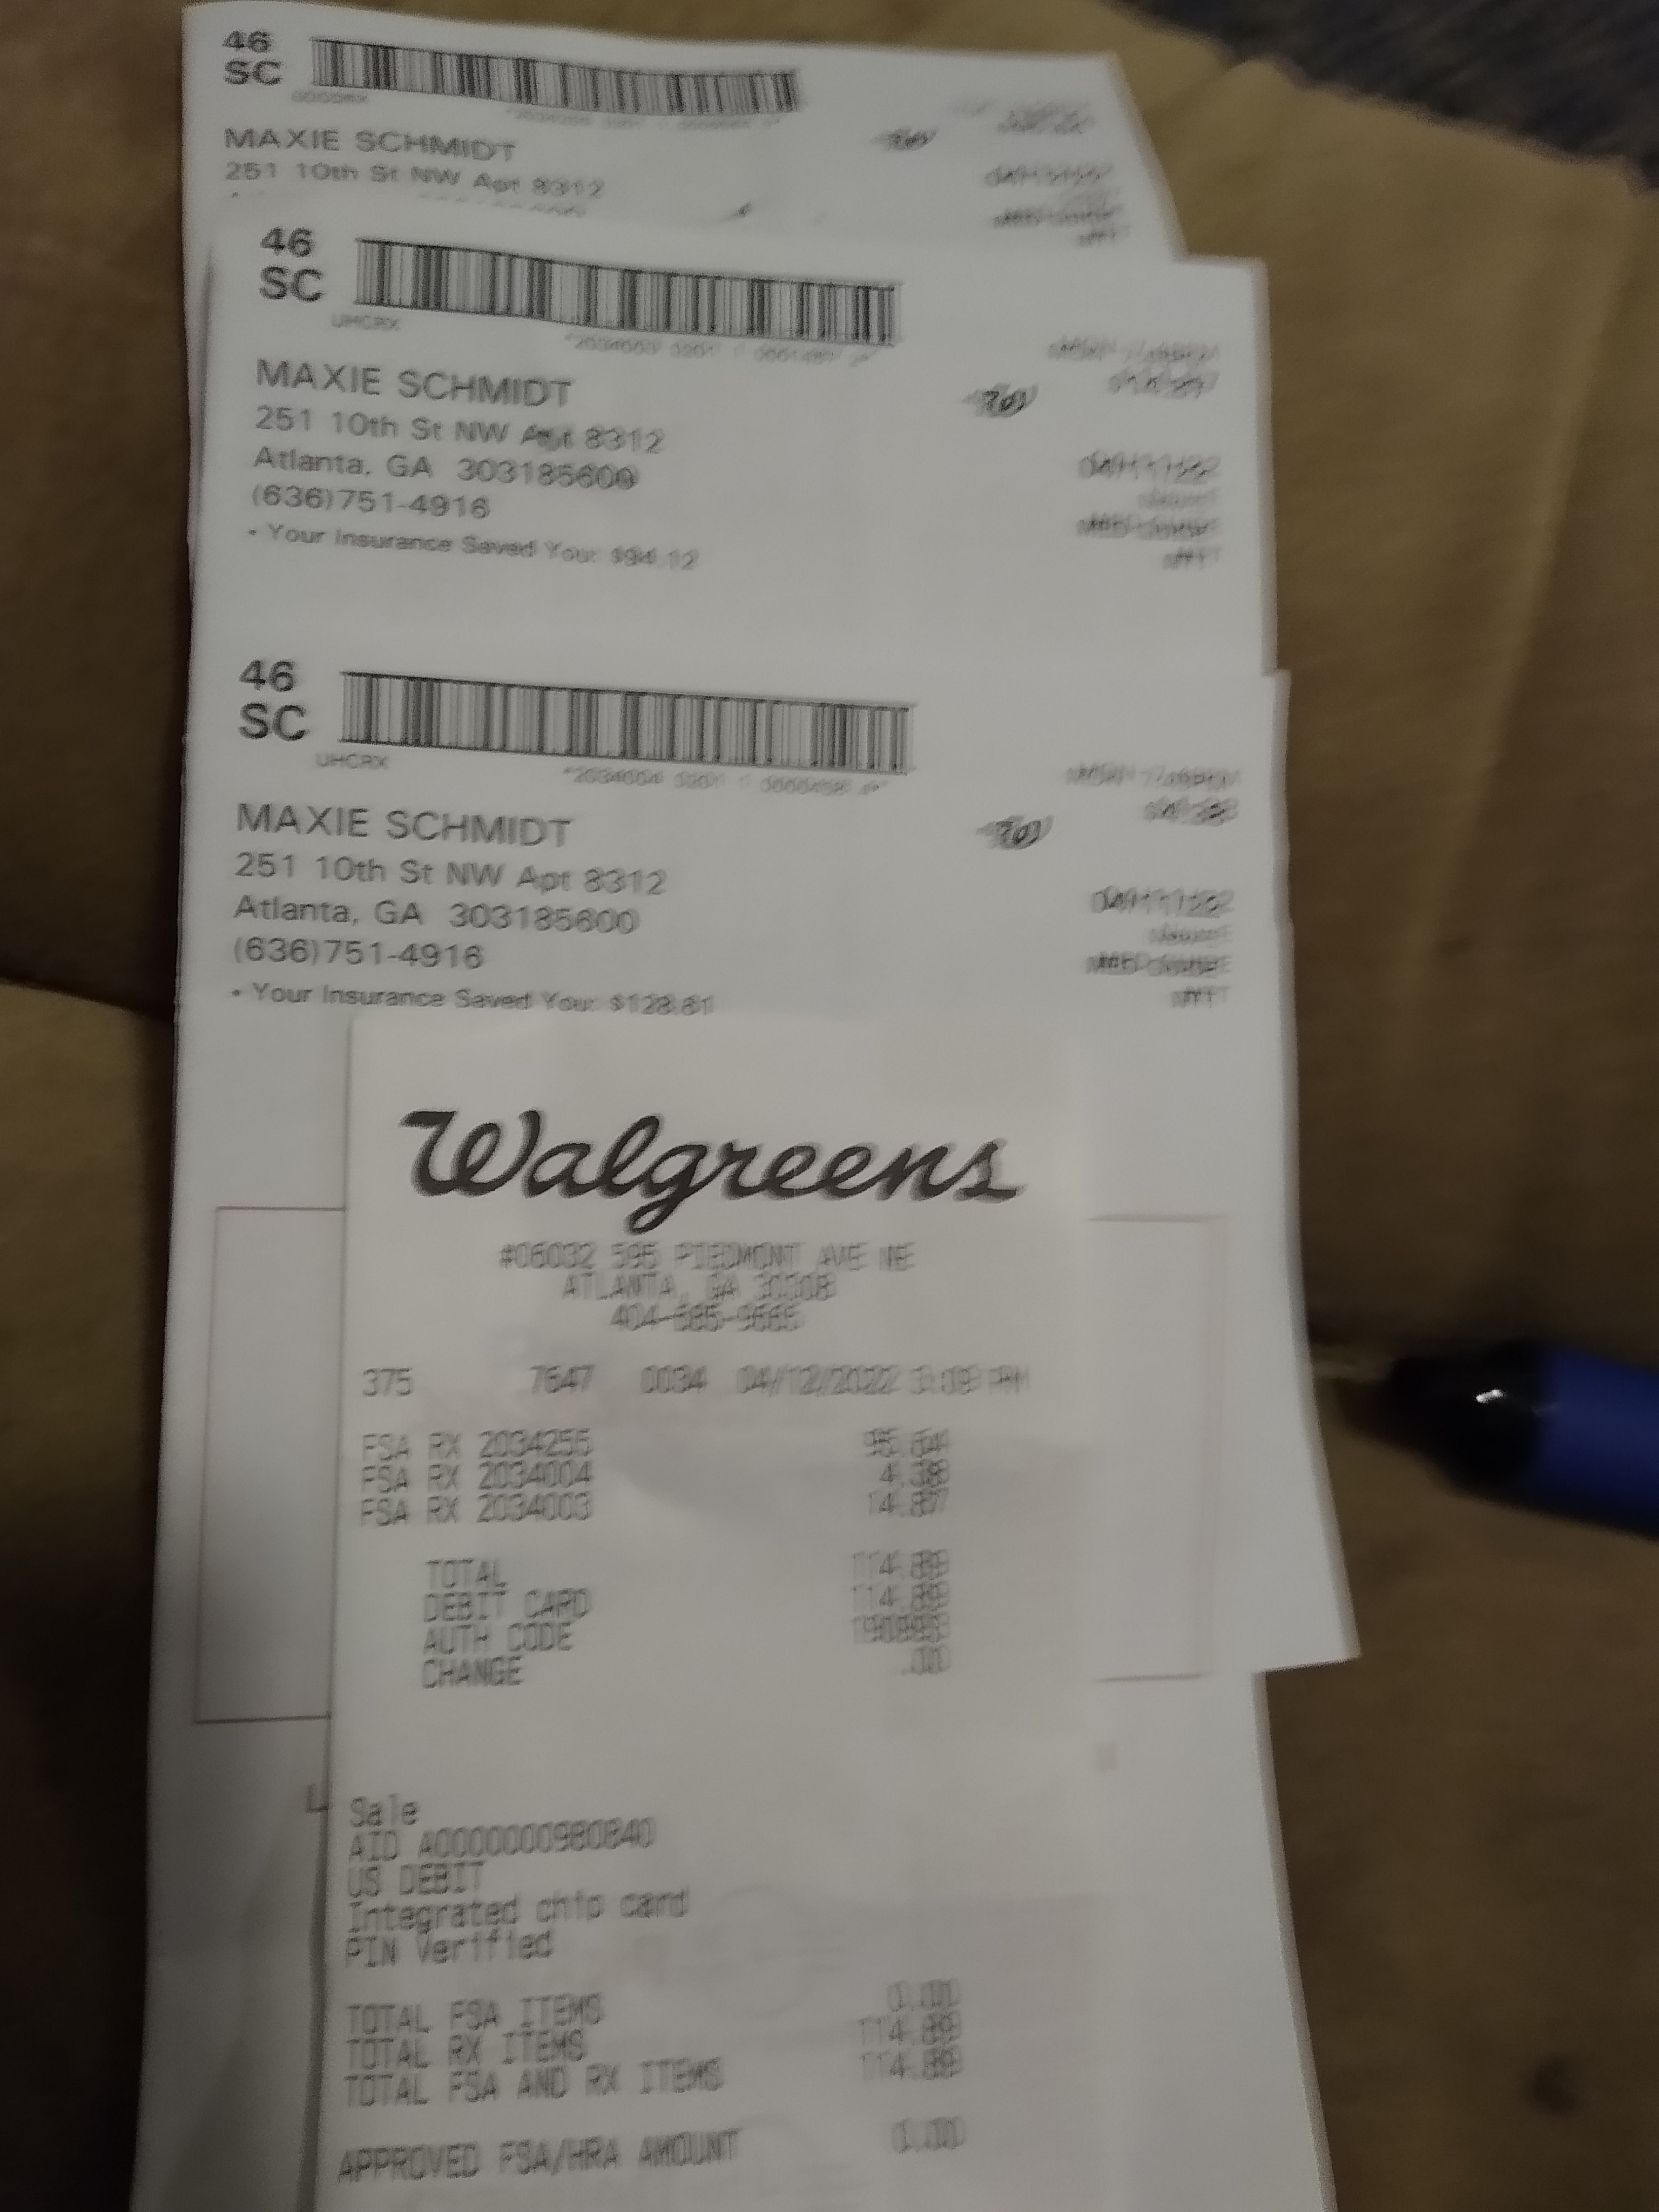 46
SC
GOODRX
MAXIE SCHMIDT
251 10th St NW Apt 8312
46
SC
UHCRX
MAXIE SCHMIDT
251 10th St NW Apt 8312
Atlanta, GA 303185600
(636)751-4916
• Your Insurance Saved You: $94.12
46
SC
UHCRX
MAXIE SCHMIDT
251 10th St NW Apt 8312
Atlanta, GA 303185600
(636)751-4916
• Your Insurance Saved You: $128.61
Walgreens
#06032 595 PIEDMONT AVE NE
ATLANTA, GA 30308
404-685-9665
375 7647 0034 04/12/2022 3:09 PM
FSA RX 2034255 95.64
FSA RX 2034004 4.38
FSA RX 2034003 14.87
TOTAL 114.89
DEBIT CARD 114.89
AUTH CODE
CHANGE .00
Sale
AID A0000000980840
US DEBIT
Integrated chip card
PIN Verified
TOTAL FSA ITEMS 0.00
TOTAL RX ITEMS 114.89
TOTAL FSA AND RX ITEMS 114.89
APPROVED FSA/HRA AMOUNT 0.00